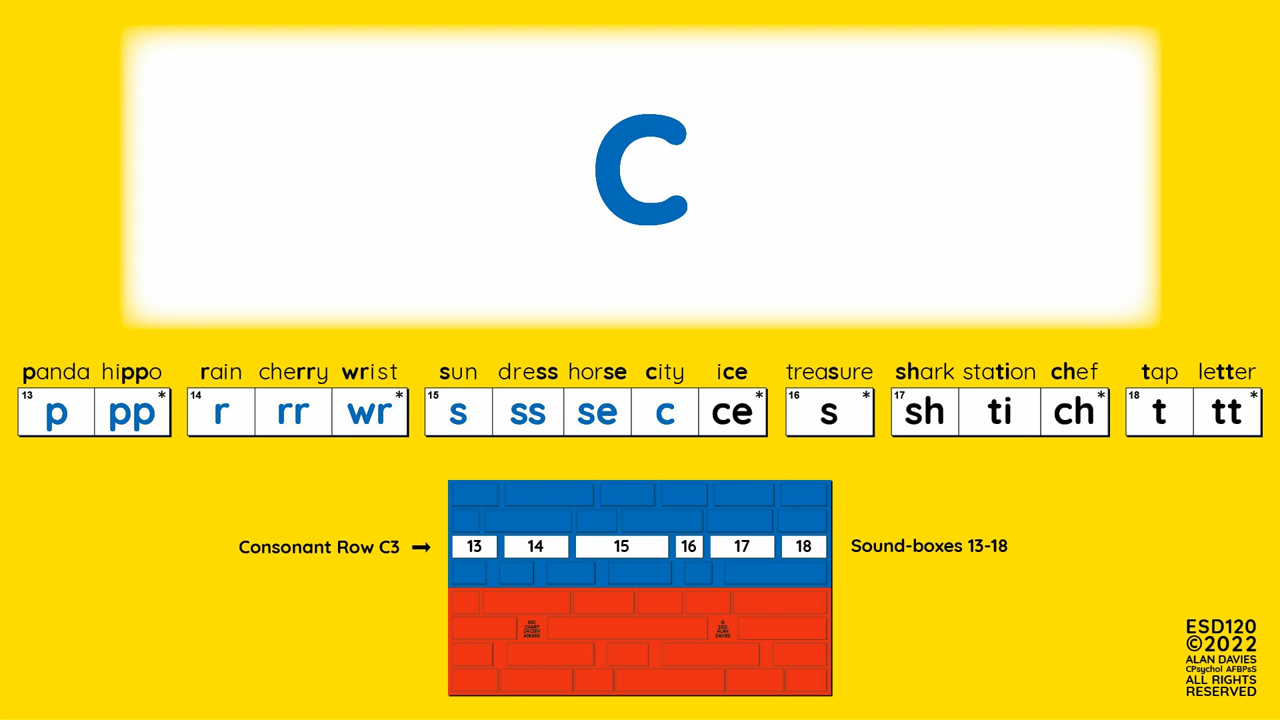 c
panda hippo rain cherry wrist sun dress horse city ice treasure shark station chef tap letter
13 p pp * 14 r rr wr * 15 s ss se c ce * 16 s * 17 sh ti ch * 18 t tt *
Consonant Row C3 → 13 14 15 16 17 18 Sound-boxes 13-18
ESD120
©2022
ALAN DAVIES
CPsychol AFBPsS
ALL RIGHTS
RESERVED